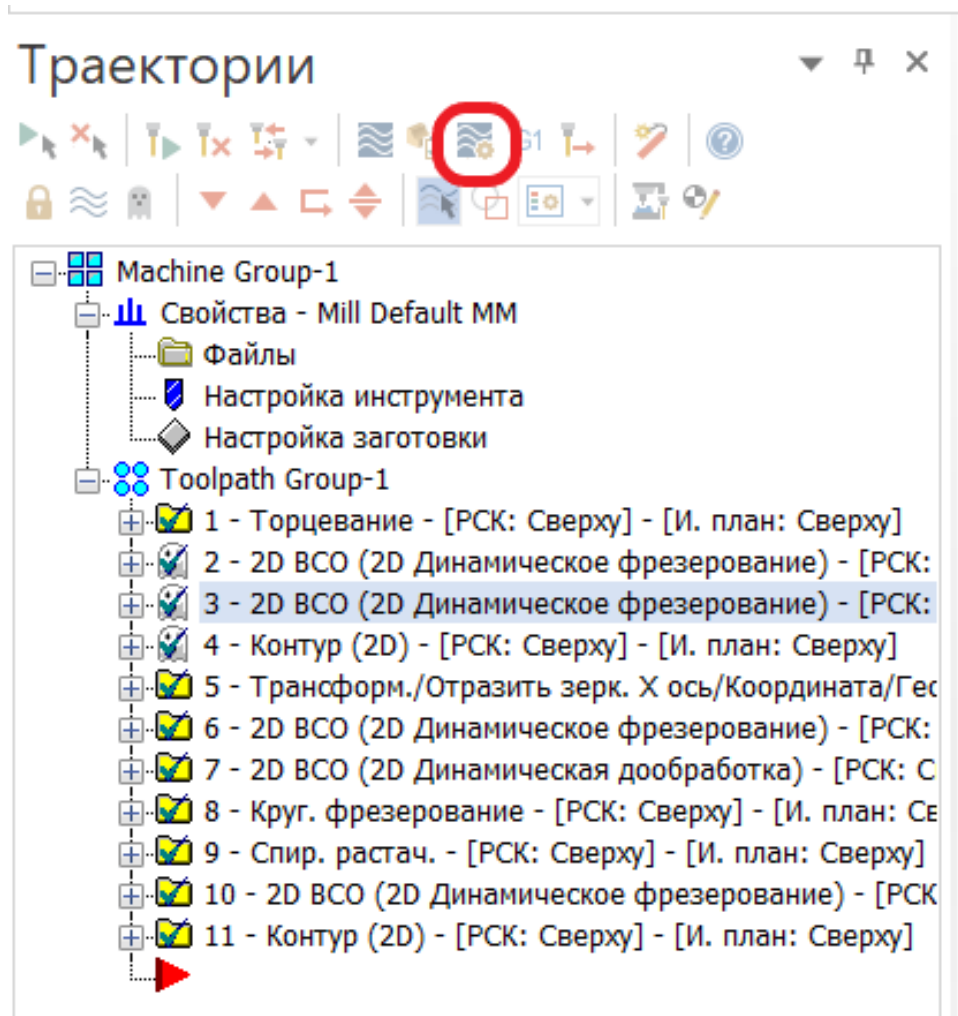 Траектории
G1
Machine Group-1
Свойства - Mill Default MM
Файлы
Настройка инструмента
Настройка заготовки
Toolpath Group-1
1 - Торцевание - [РСК: Сверху] - [И. план: Сверху]
2 - 2D ВСО (2D Динамическое фрезерование) - [РСК:
3 - 2D ВСО (2D Динамическое фрезерование) - [РСК:
4 - Контур (2D) - [РСК: Сверху] - [И. план: Сверху]
5 - Трансформ./Отразить зерк. X ось/Координата/Гео
6 - 2D ВСО (2D Динамическое фрезерование) - [РСК:
7 - 2D ВСО (2D Динамическая дообработка) - [РСК: С
8 - Круг. фрезерование - [РСК: Сверху] - [И. план: Св
9 - Спир. растач. - [РСК: Сверху] - [И. план: Сверху]
10 - 2D ВСО (2D Динамическое фрезерование) - [РСК
11 - Контур (2D) - [РСК: Сверху] - [И. план: Сверху]